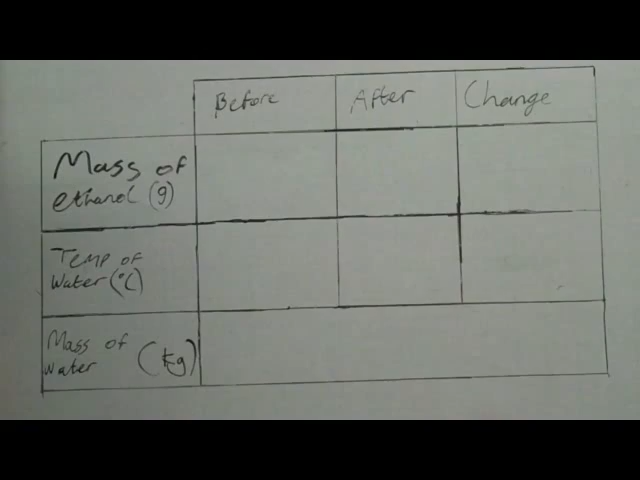 Before After Change
Mass of
ethanol (g)
Temp of
Water (°C)
Mass of
water (kg)